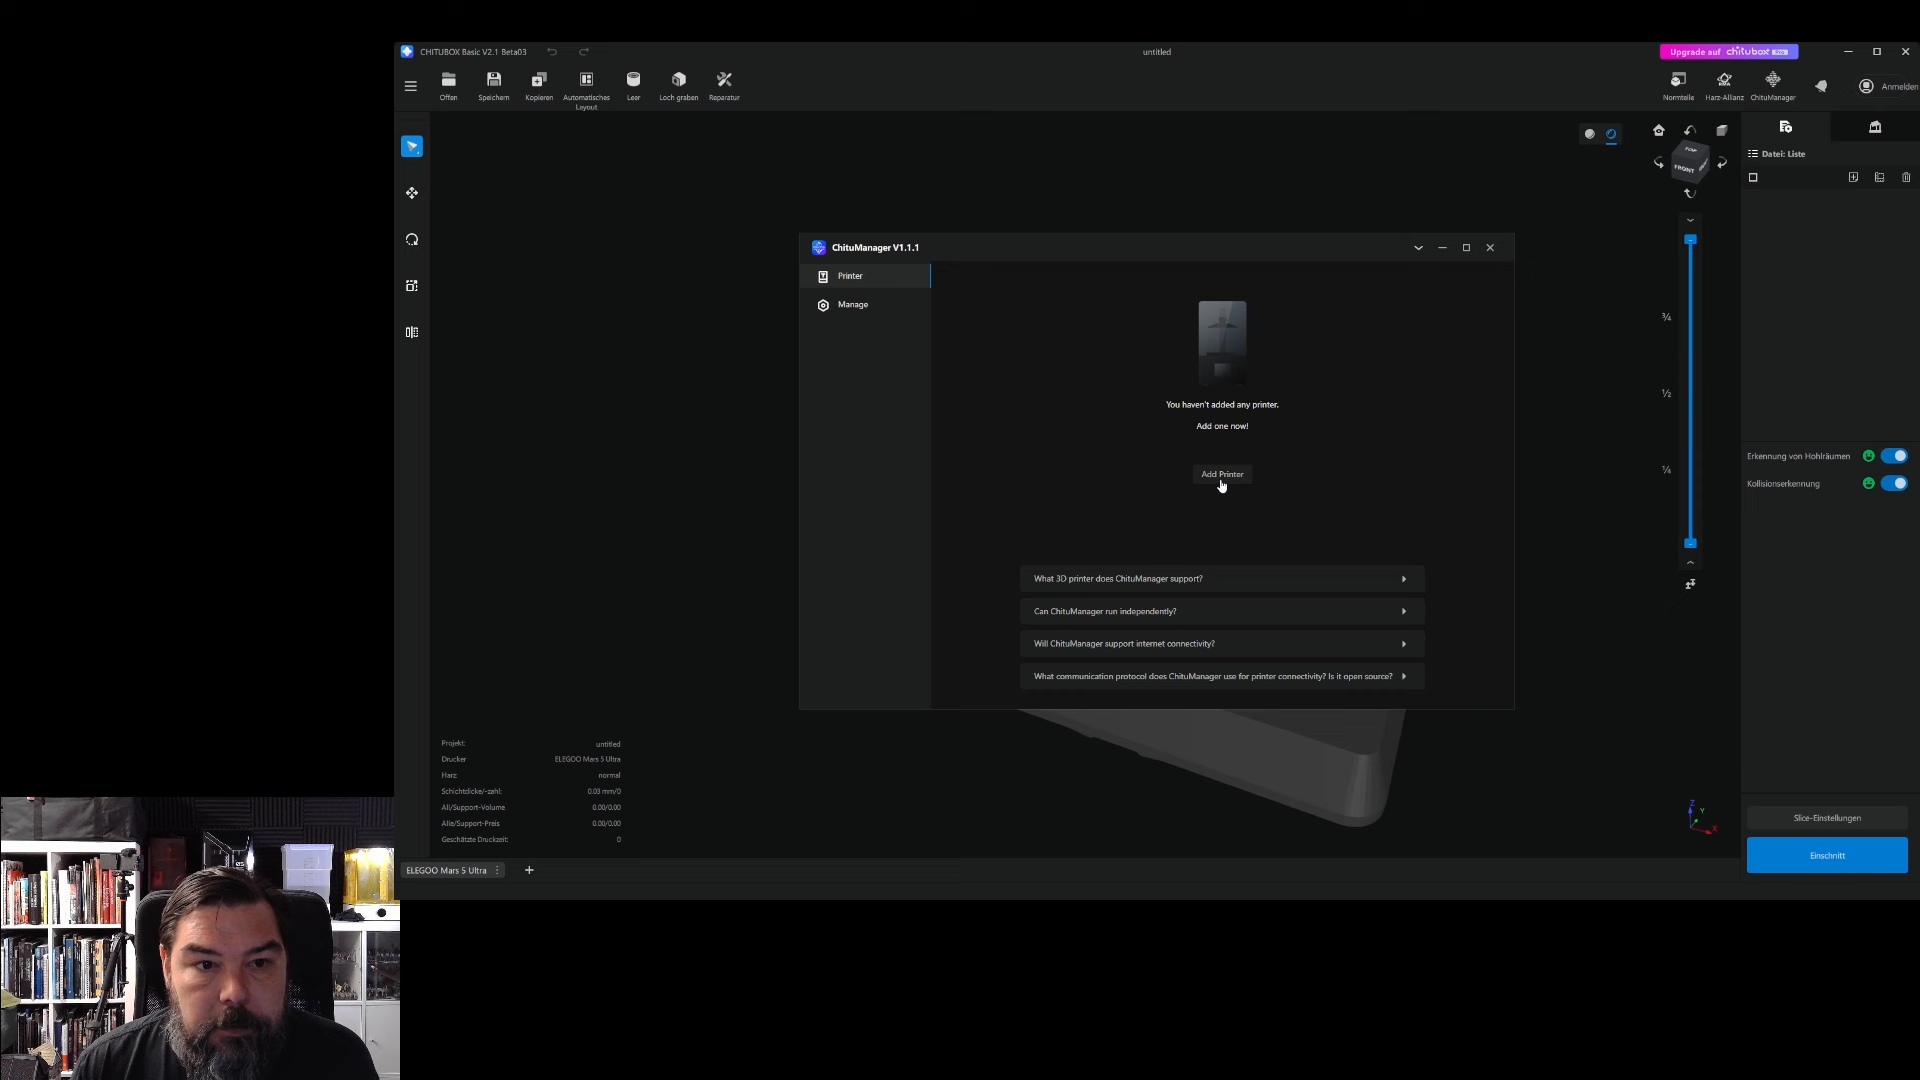 CHITUBOX Basic V2.1 Beta03
untitled
Upgrade auf chitubox Pro
Offen
Speichern
Kopieren
Automatisches Layout
Leer
Loch graben
Reparatur
Normteile
Harz-Allianz
ChituManager
Anmelden
TOP
FRONT
Datei: Liste
ChituManager V1.1.1
Printer
Manage
You haven't added any printer.
Add one now!
Add Printer
What 3D printer does ChituManager support?
Can ChituManager run independently?
Will ChituManager support internet connectivity?
What communication protocol does ChituManager use for printer connectivity? Is it open source?
¾
½
¼
Erkennung von Hohlräumen
Kollisionserkennung
Projekt: untitled
Drucker ELEGOO Mars 5 Ultra
Harz: normal
Schichtdicke/-zahl: 0.03 mm/0
All/Support-Volume 0.00/0.00
Alle/Support-Preis 0.00/0.00
Geschätzte Druckzeit: 0
Z
Y
X
Slice-Einstellungen
Einschnitt
ELEGOO Mars 5 Ultra